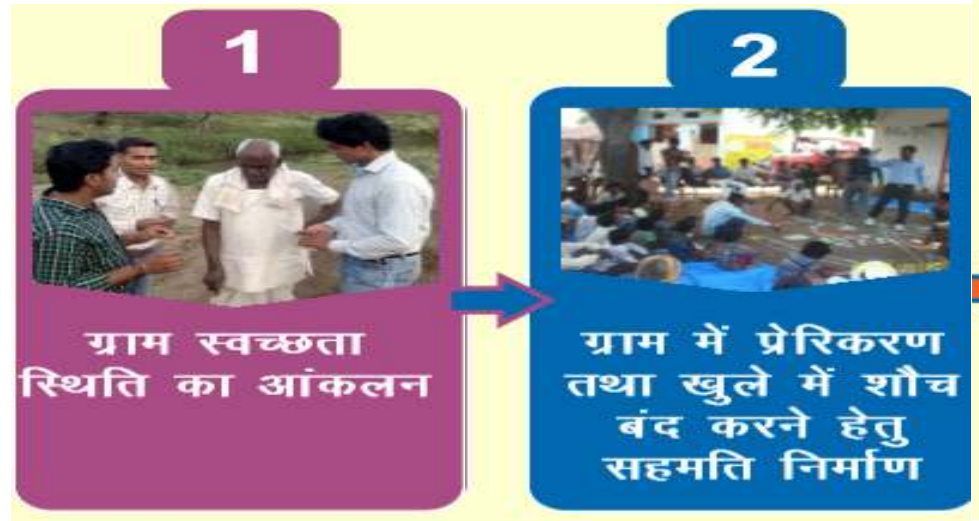 1
ग्राम स्वच्छता
स्थिति का आंकलन
2
ग्राम में प्रेरिकरण
तथा खुले में शौच
बंद करने हेतु
सहमति निर्माण